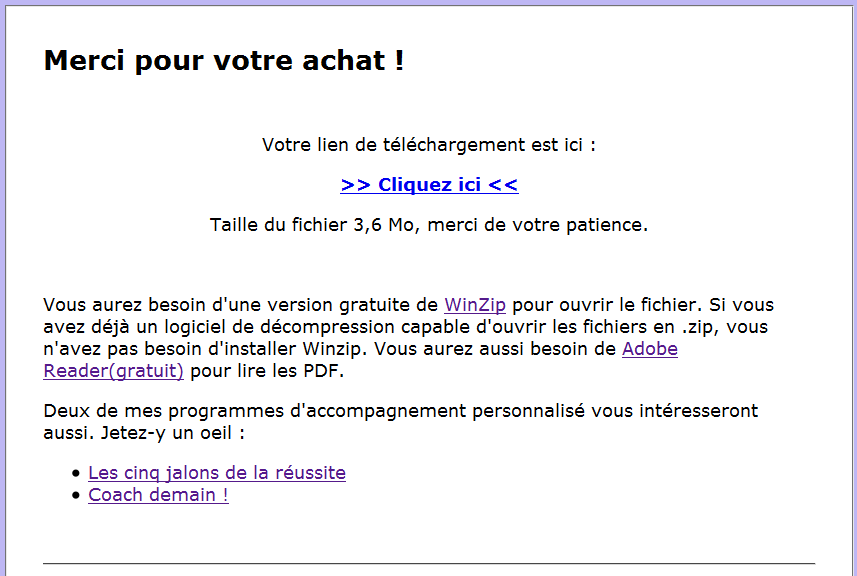 Merci pour votre achat !
Votre lien de téléchargement est ici :
>> Cliquez ici <<
Taille du fichier 3,6 Mo, merci de votre patience.
Vous aurez besoin d'une version gratuite de WinZip pour ouvrir le fichier. Si vous
avez déjà un logiciel de décompression capable d'ouvrir les fichiers en .zip, vous
n'avez pas besoin d'installer Winzip. Vous aurez aussi besoin de Adobe
Reader(gratuit) pour lire les PDF.
Deux de mes programmes d'accompagnement personnalisé vous intéresseront
aussi. Jetez-y un oeil :
• Les cinq jalons de la réussite
• Coach demain !